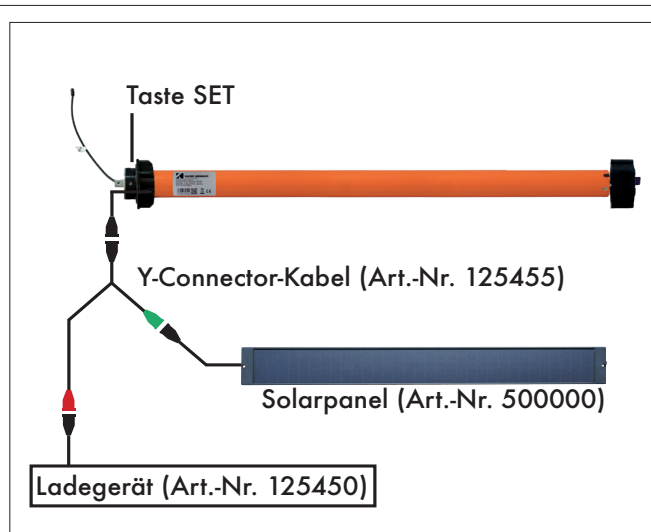 Taste SET
Y-Connector-Kabel (Art.-Nr. 125455)
Solarpanel (Art.-Nr. 500000)
Ladegerät (Art.-Nr. 125450)